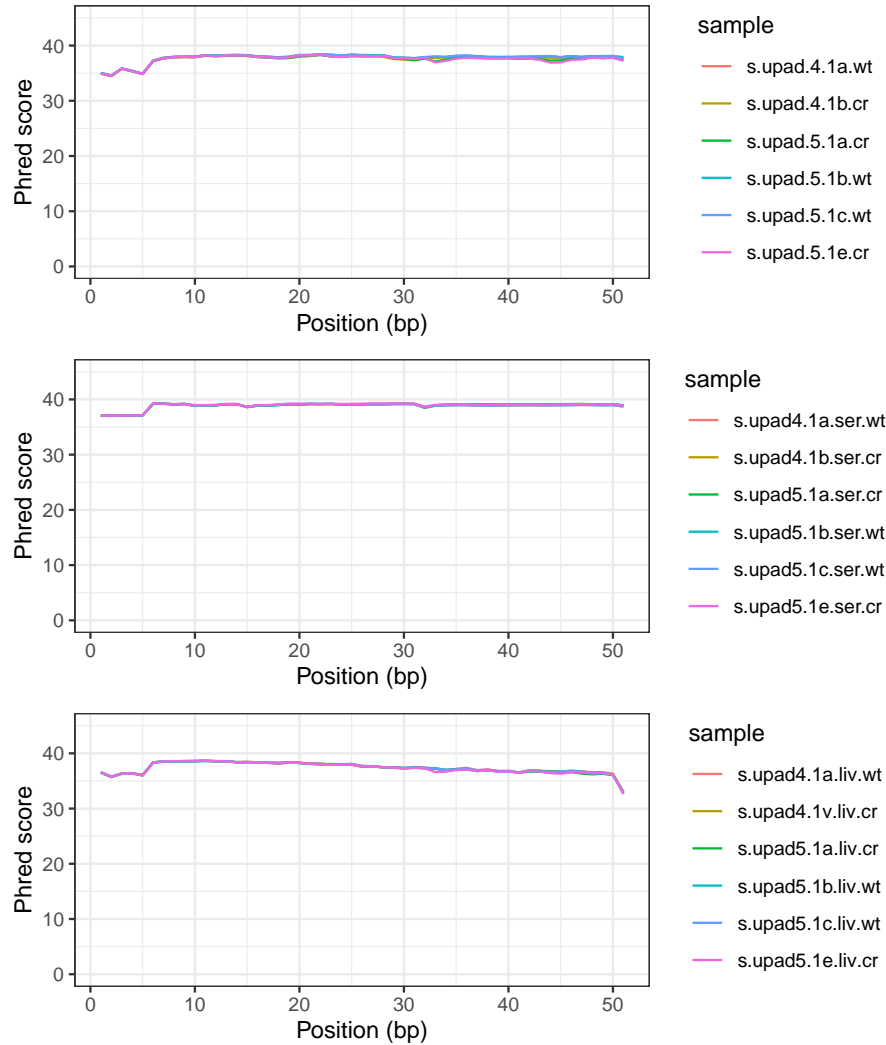 sample
s.upad.4.1a.wt
s.upad.4.1b.cr
s.upad.5.1a.cr
s.upad.5.1b.wt
s.upad.5.1c.wt
s.upad.5.1e.cr
Phred score
40
30
20
10
0
0 10 20 30 40 50
Position (bp)
sample
s.upad4.1a.ser.wt
s.upad4.1b.ser.cr
s.upad5.1a.ser.cr
s.upad5.1b.ser.wt
s.upad5.1c.ser.wt
s.upad5.1e.ser.cr
Phred score
40
30
20
10
0
0 10 20 30 40 50
Position (bp)
sample
s.upad4.1a.liv.wt
s.upad4.1v.liv.cr
s.upad5.1a.liv.cr
s.upad5.1b.liv.wt
s.upad5.1c.liv.wt
s.upad5.1e.liv.cr
Phred score
40
30
20
10
0
0 10 20 30 40 50
Position (bp)